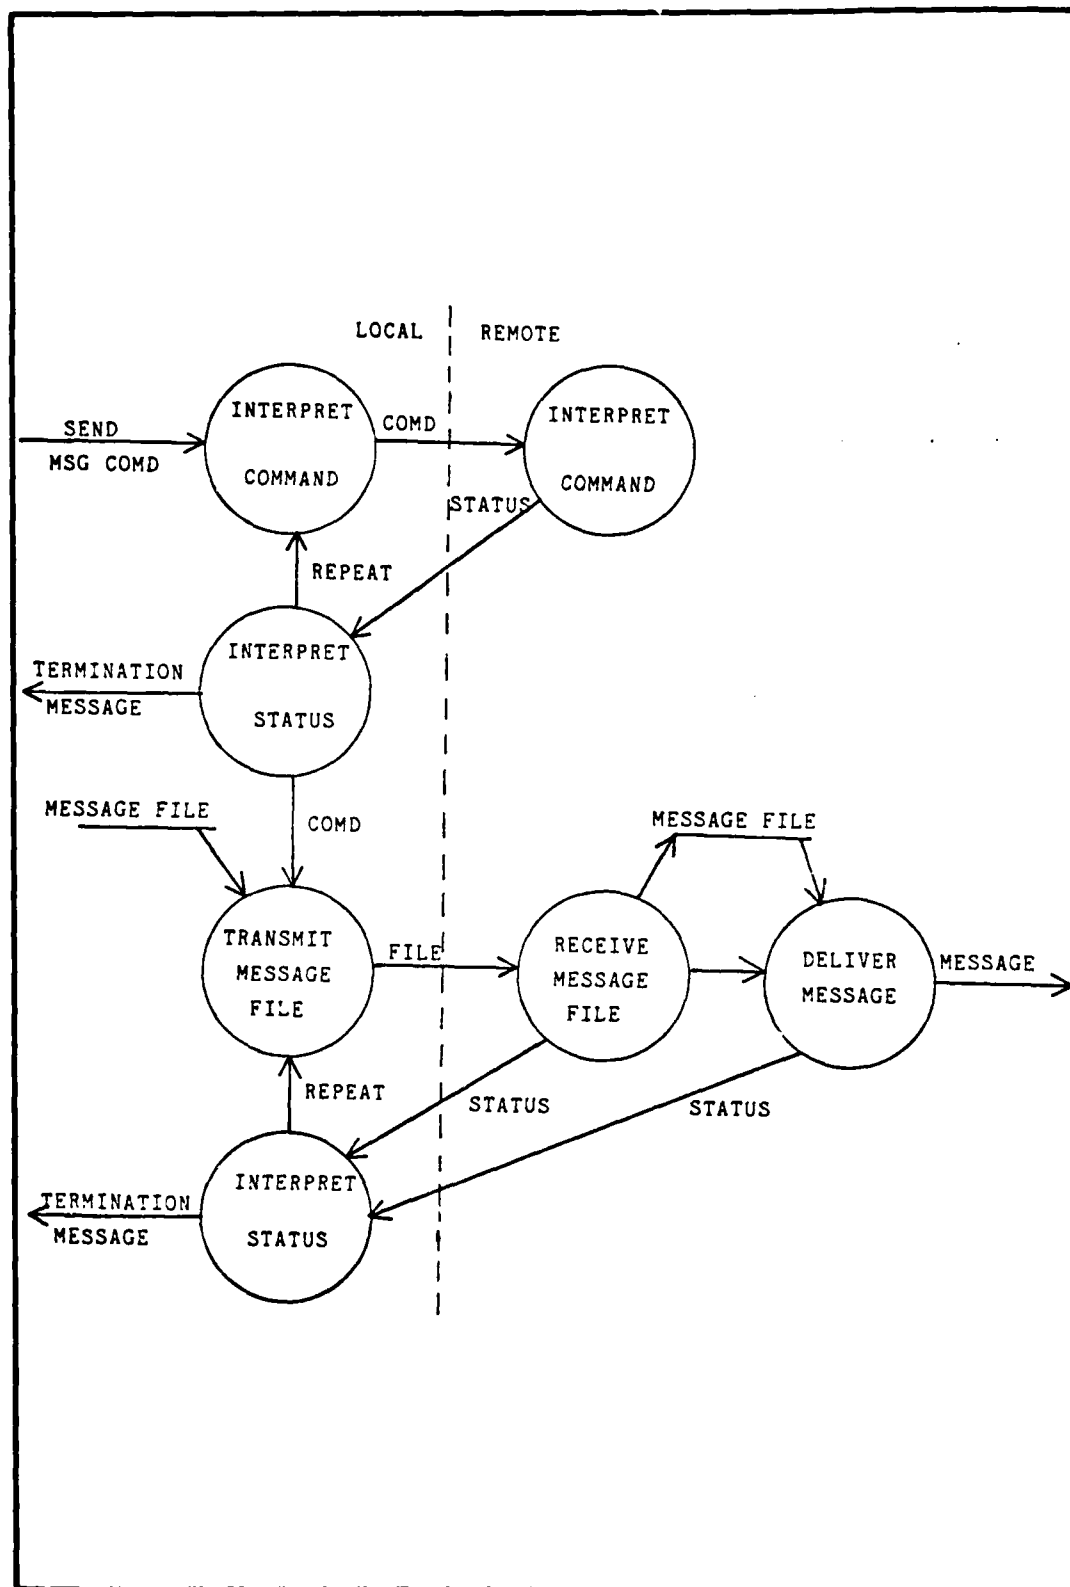 LOCAL
REMOTE
INTERPRET
COMMAND
INTERPRET
COMMAND
SEND
MSG COMD
COMD
STATUS
REPEAT
INTERPRET
STATUS
TERMINATION
MESSAGE
MESSAGE FILE
COMD
MESSAGE FILE
TRANSMIT
MESSAGE
FILE
FILE
RECEIVE
MESSAGE
FILE
DELIVER
MESSAGE
MESSAGE
REPEAT
STATUS
STATUS
INTERPRET
STATUS
TERMINATION
MESSAGE